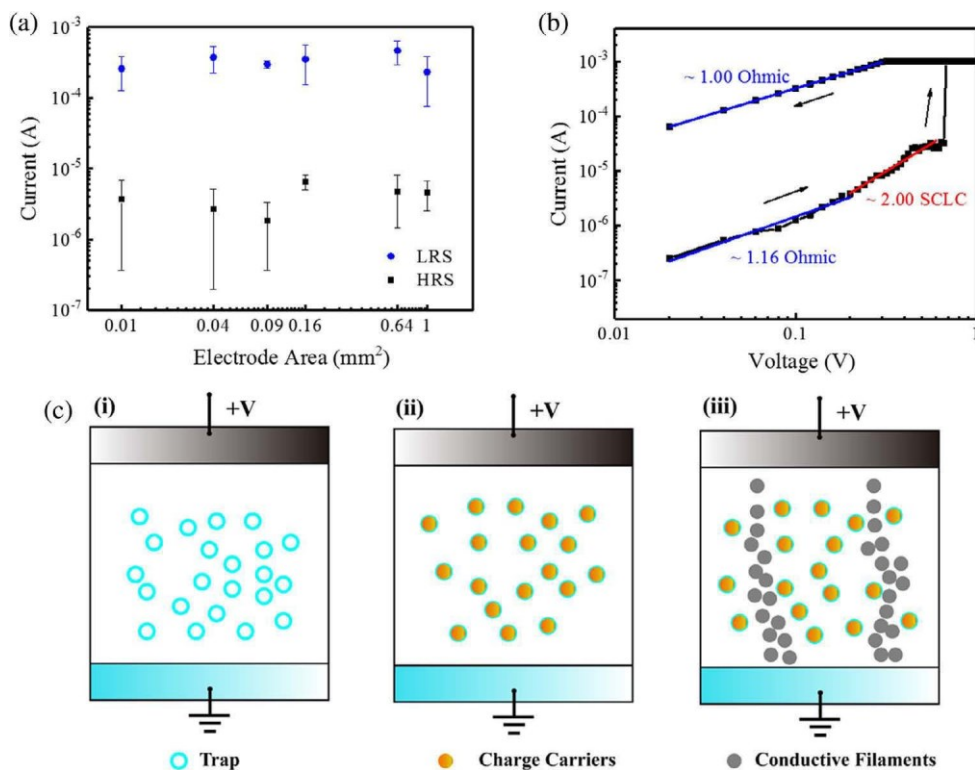 (a)
10⁻³
10⁻⁴
10⁻⁵
10⁻⁶
10⁻⁷
Current (A)
LRS
HRS
0.01 0.04 0.09 0.16 0.64 1
Electrode Area (mm²)
(b)
10⁻³
10⁻⁴
10⁻⁵
10⁻⁶
10⁻⁷
Current (A)
~ 1.00 Ohmic
~ 2.00 SCLC
~ 1.16 Ohmic
0.01 0.1 1
Voltage (V)
(c)
(i)
+V
(ii)
+V
(iii)
+V
Trap
Charge Carriers
Conductive Filaments